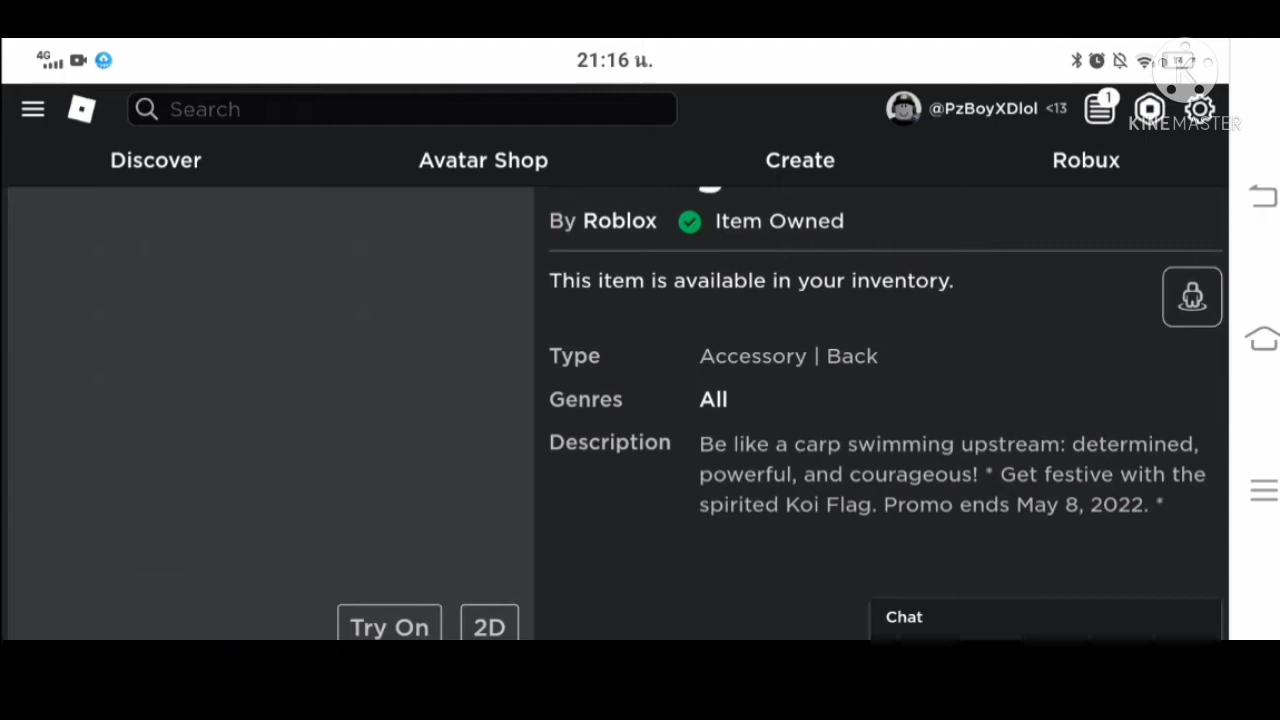 4G 21:16 น. 14
Search @PzBoyXDlol <13 1
KINEMASTER
Discover Avatar Shop Create Robux
By Roblox Item Owned
This item is available in your inventory.
Type Accessory | Back
Genres All
Description Be like a carp swimming upstream: determined,
powerful, and courageous! * Get festive with the
spirited Koi Flag. Promo ends May 8, 2022. *
Try On 2D
Chat